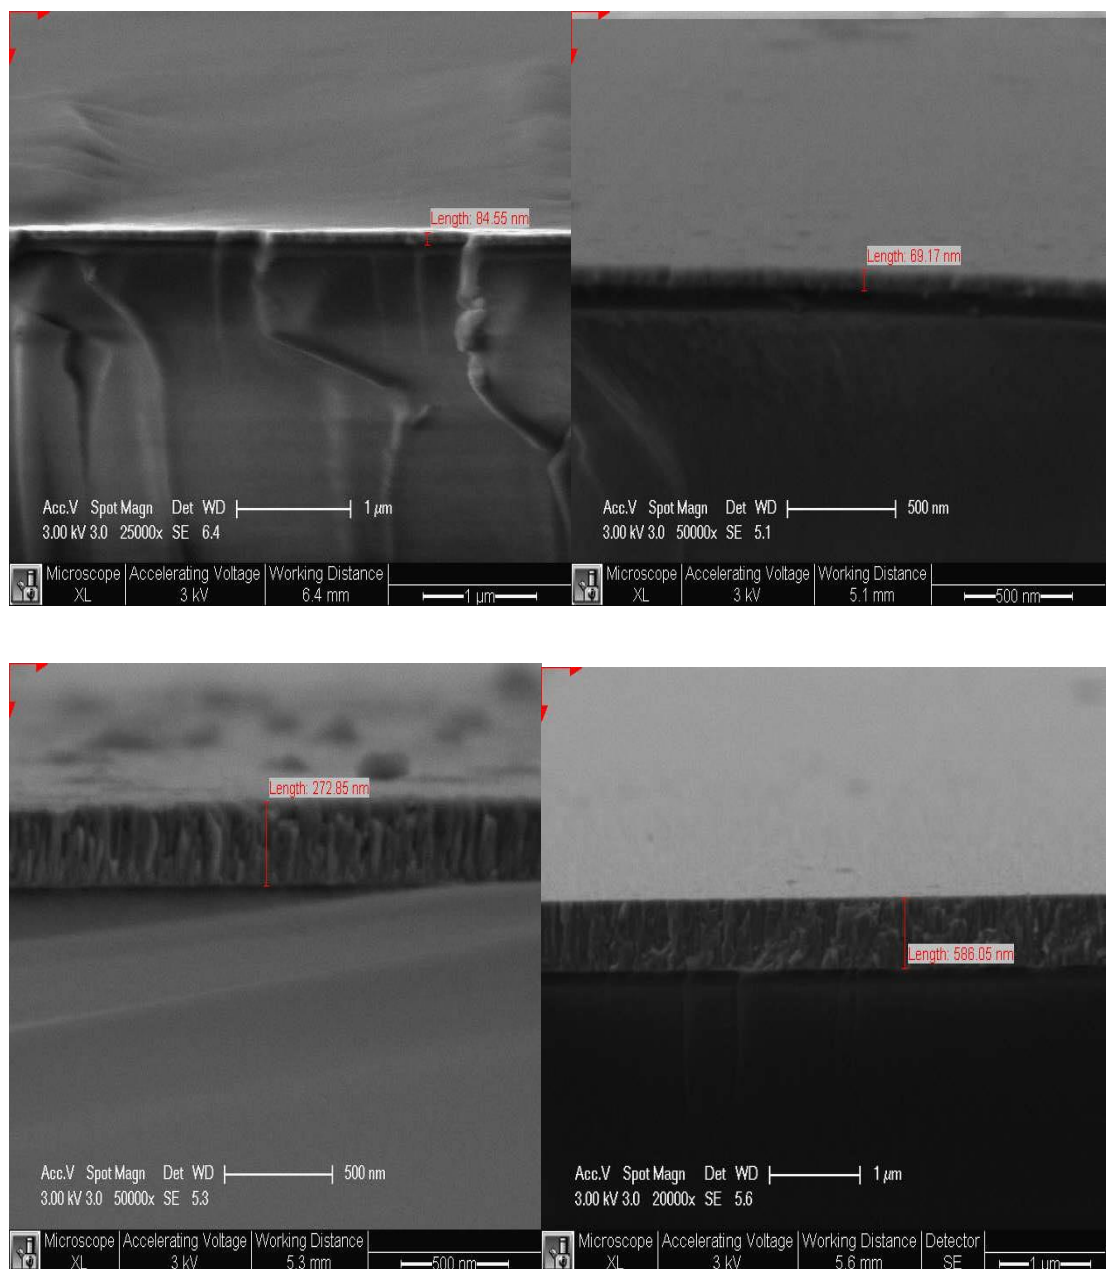 Length: 84.55 nm
Acc.V Spot Magn Det WD 1 µm
3.00 kV 3.0 25000x SE 6.4
Microscope Accelerating Voltage Working Distance
XL 3 kV 6.4 mm 1 µm
Length: 69.17 nm
Acc.V Spot Magn Det WD 500 nm
3.00 kV 3.0 50000x SE 5.1
Microscope Accelerating Voltage Working Distance
XL 3 kV 5.1 mm 500 nm
Length: 272.85 nm
Acc.V Spot Magn Det WD 500 nm
3.00 kV 3.0 50000x SE 5.3
Microscope Accelerating Voltage Working Distance
XL 3 kV 5.3 mm 500 nm
Length: 586.05 nm
Acc.V Spot Magn Det WD 1 µm
3.00 kV 3.0 20000x SE 5.6
Microscope Accelerating Voltage Working Distance Detector
XL 3 kV 5.6 mm SE 1 µm